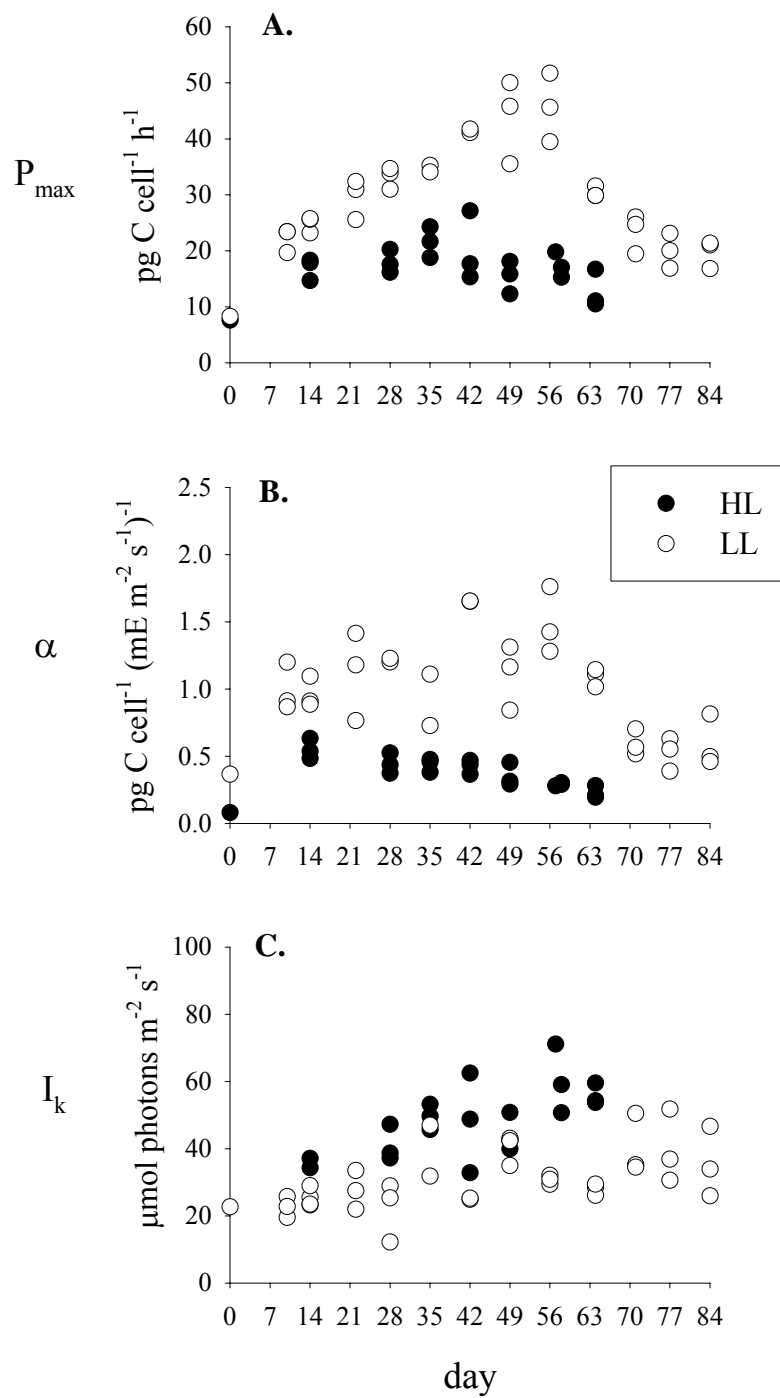 A.
60
50
40
30
20
10
0
P_max
pg C cell^-1 h^-1
0 7 14 21 28 35 42 49 56 63 70 77 84
B.
HL
LL
2.5
2.0
1.5
1.0
0.5
0.0
α
pg C cell^-1 (mE m^-2 s^-1)^-1
0 7 14 21 28 35 42 49 56 63 70 77 84
C.
100
80
60
40
20
0
I_k
μmol photons m^-2 s^-1
0 7 14 21 28 35 42 49 56 63 70 77 84
day